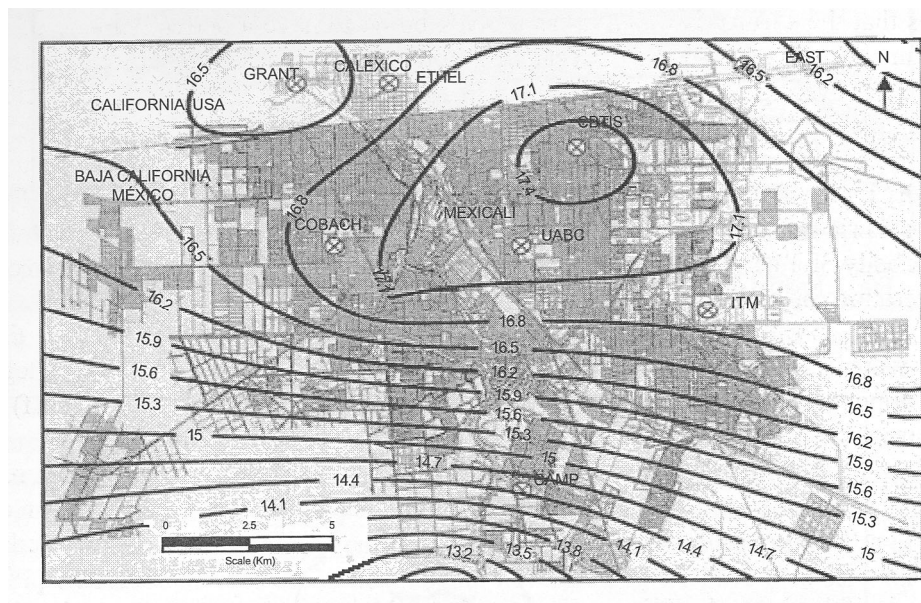 16.5
GRANT
CALEXICO
ETHEL
16.8
16.5
EAST
16.2
N
CALIFORNIA, USA
17.1
CBTIS
17.4
BAJA CALIFORNIA
MÉXICO
16.8
COBACH
MEXICALI
UABC
17.1
16.5
17.1
16.2
ITM
16.8
15.9
16.5
15.6
16.2
16.8
15.3
15.9
16.5
15.6
15
15.3
16.2
14.7
15
15.9
14.4
CAMP
15.6
14.1
15.3
0 2.5 5
Scale (Km)
13.2
13.5
13.8
14.1
14.4
14.7
15